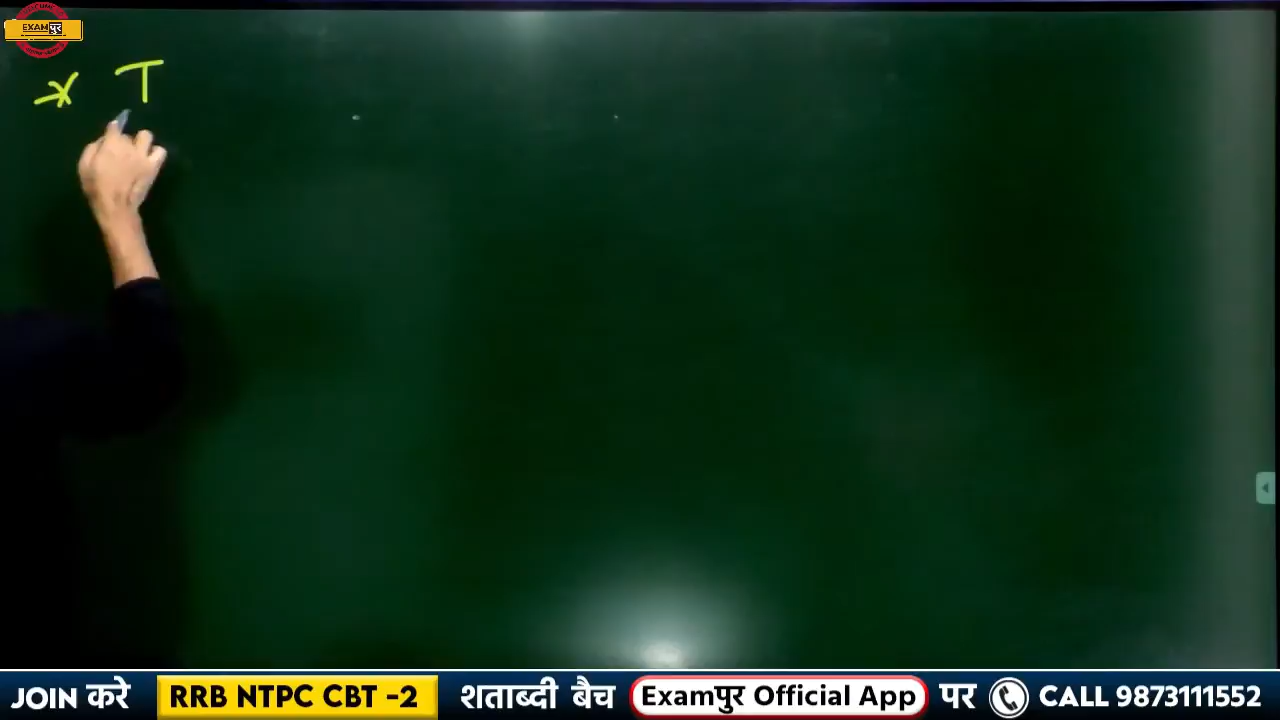 EXAMपुर
* T
JOIN करे RRB NTPC CBT -2 शताब्दी बैच Examपुर Official App पर CALL 9873111552